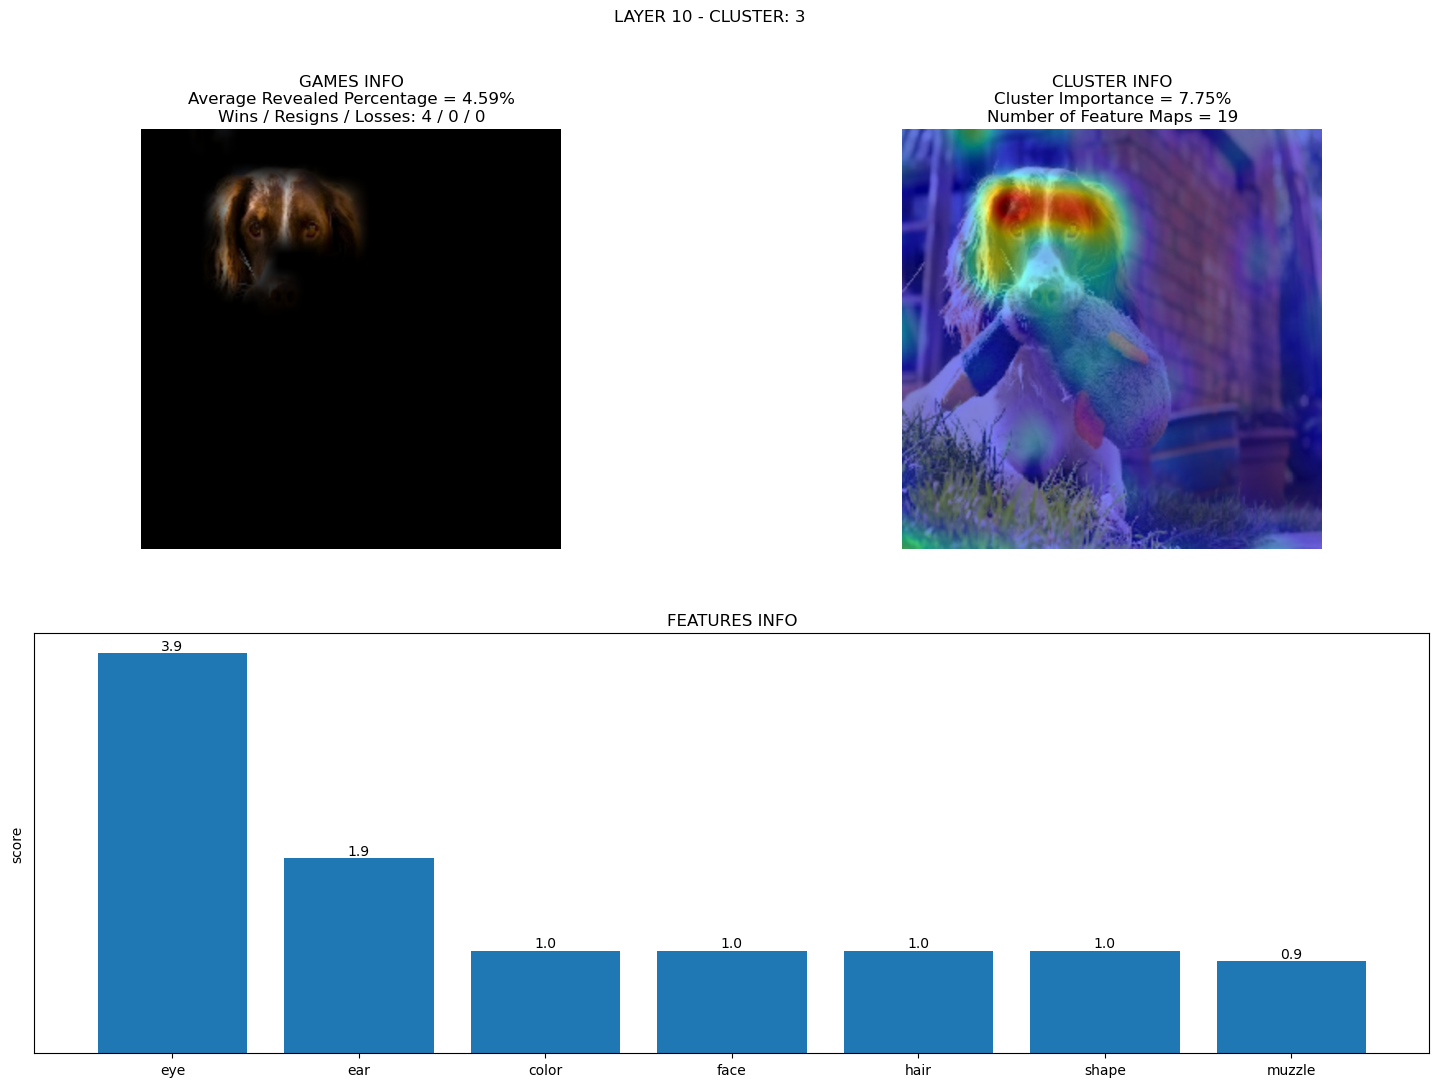 LAYER 10 - CLUSTER: 3
GAMES INFO
Average Revealed Percentage = 4.59%
Wins / Resigns / Losses: 4 / 0 / 0
CLUSTER INFO
Cluster Importance = 7.75%
Number of Feature Maps = 19
FEATURES INFO
score
3.9
1.9
1.0
1.0
1.0
1.0
0.9
eye
ear
color
face
hair
shape
muzzle